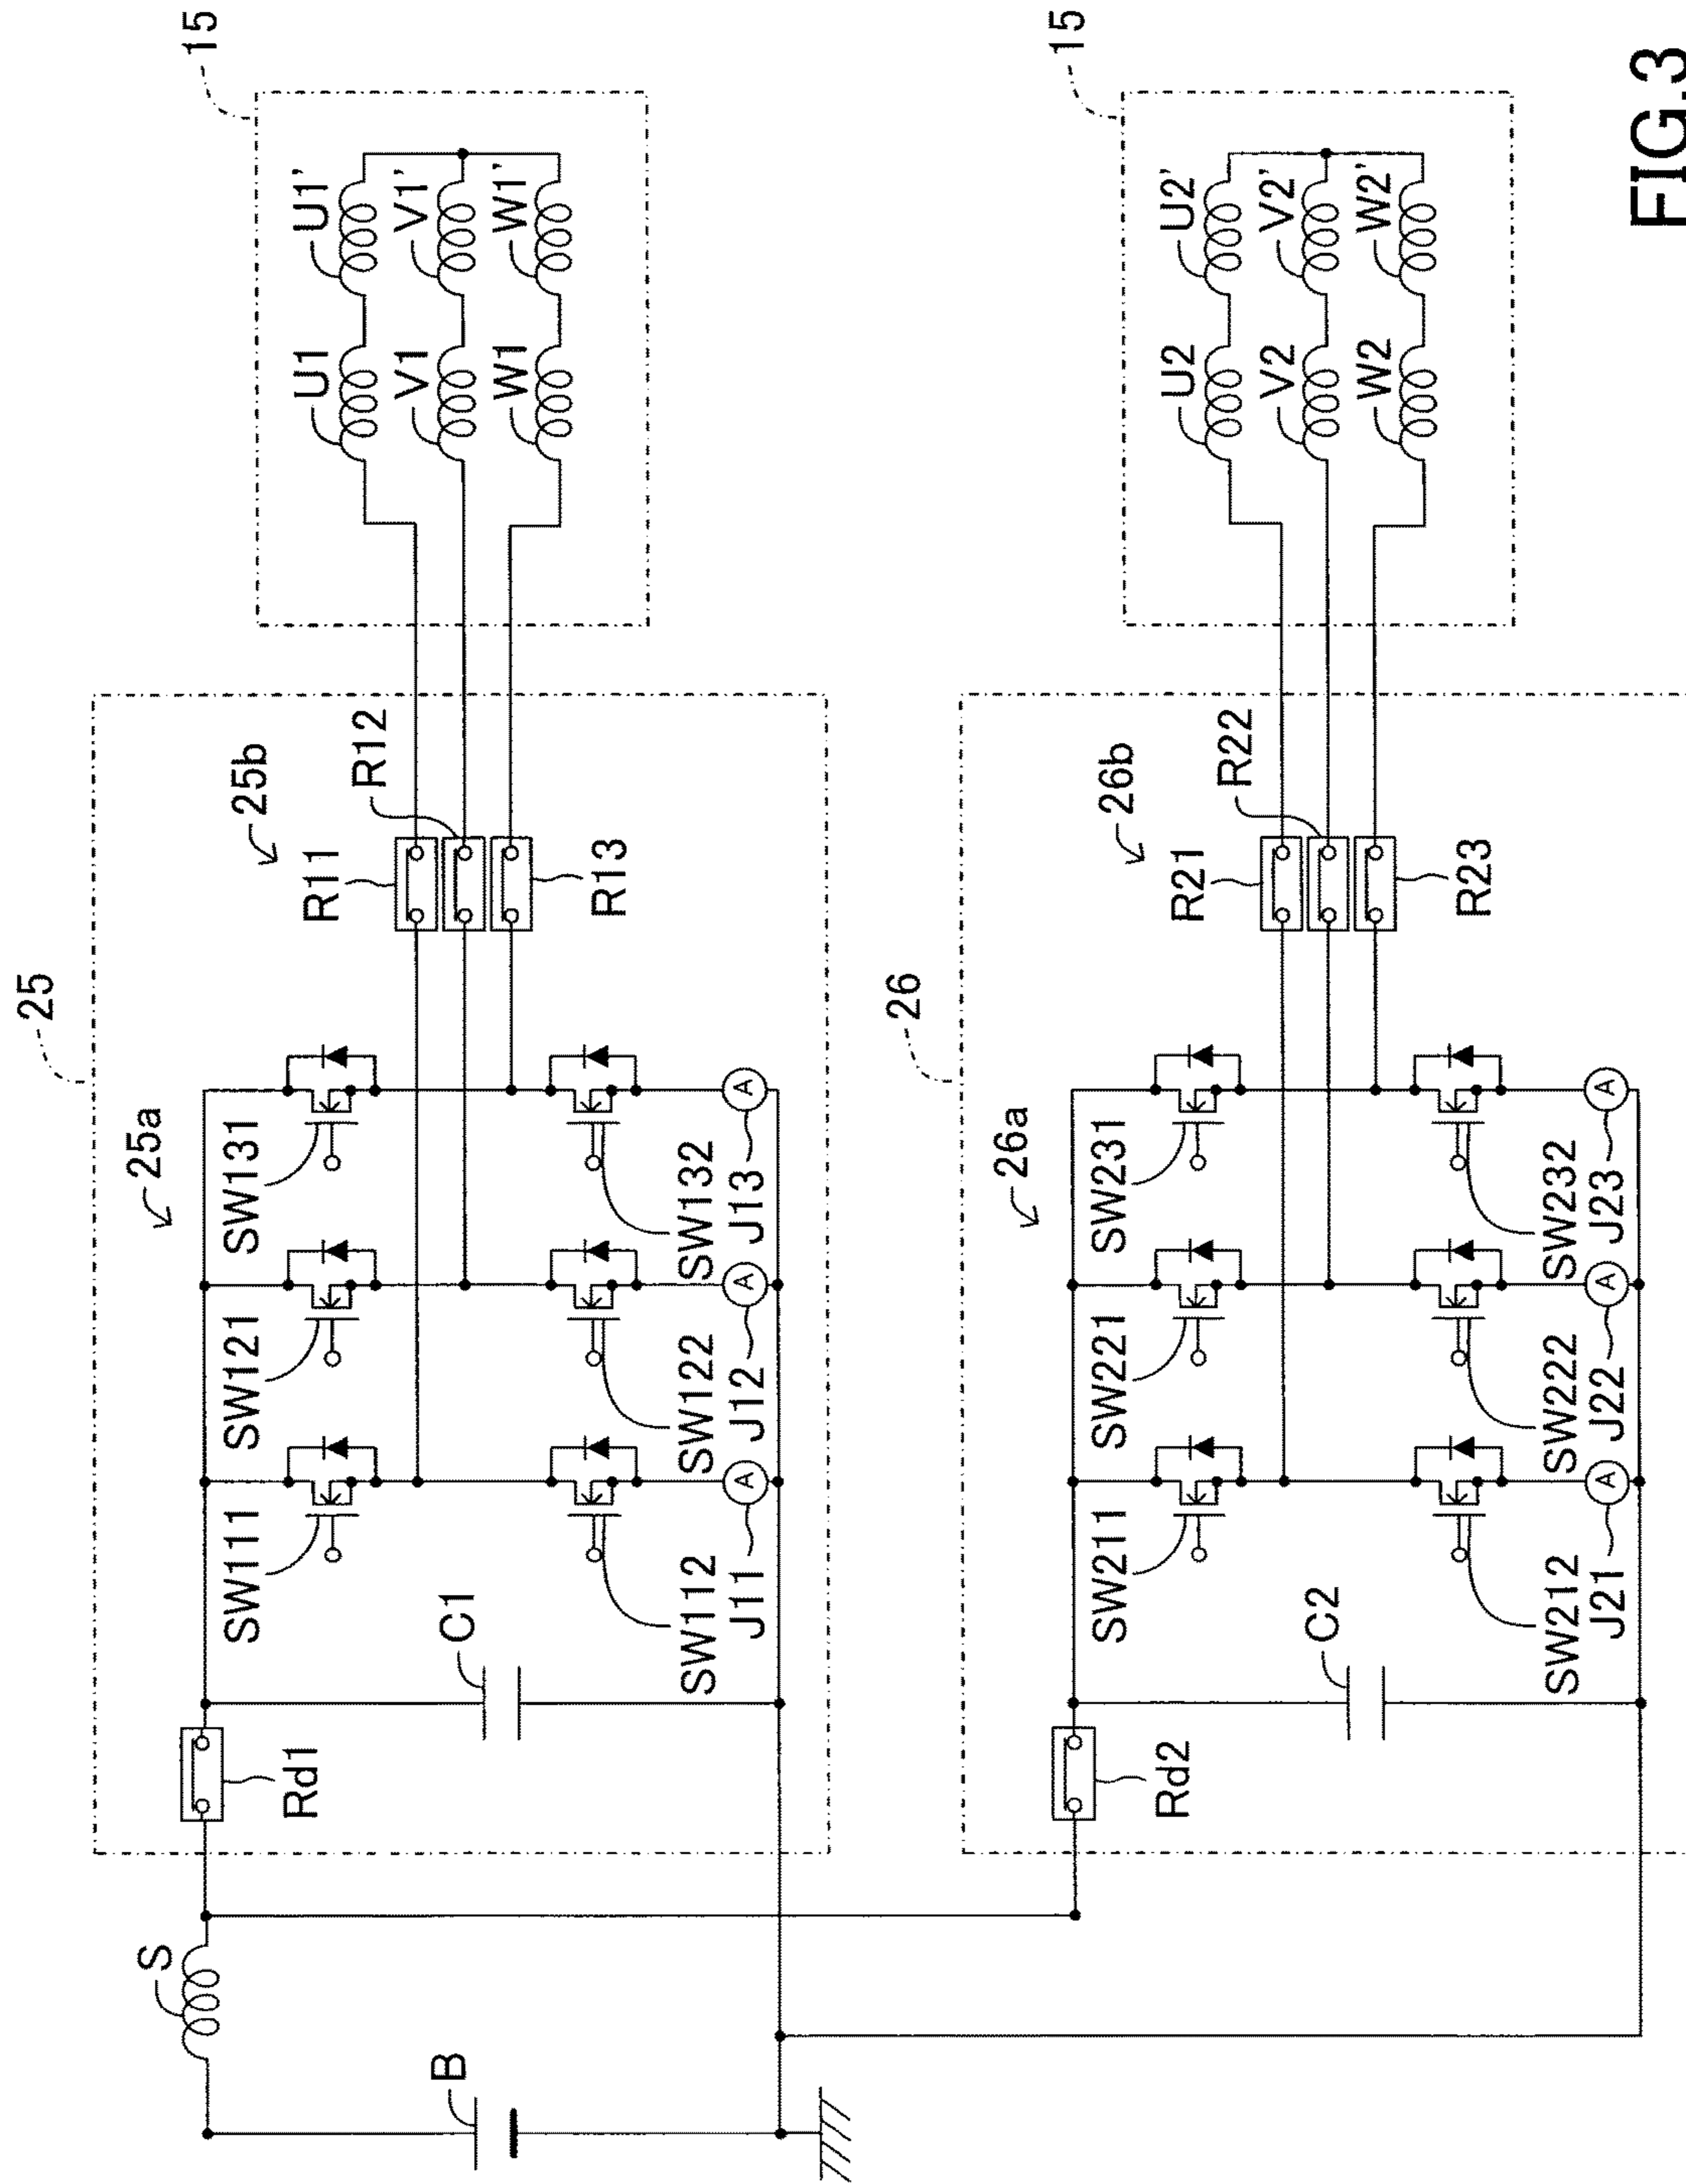 25
15
25a
25b
S
Rd1
SW111
SW121
SW131
R11
R12
R13
U1
U1'
V1
V1'
W1
W1'
B
C1
SW112
SW122
SW132
J11
J12
J13
A
A
A
26
15
26a
26b
Rd2
SW211
SW221
SW231
R21
R22
R23
U2
U2'
V2
V2'
W2
W2'
C2
SW212
SW222
SW232
J21
J22
J23
A
A
A
FIG.3